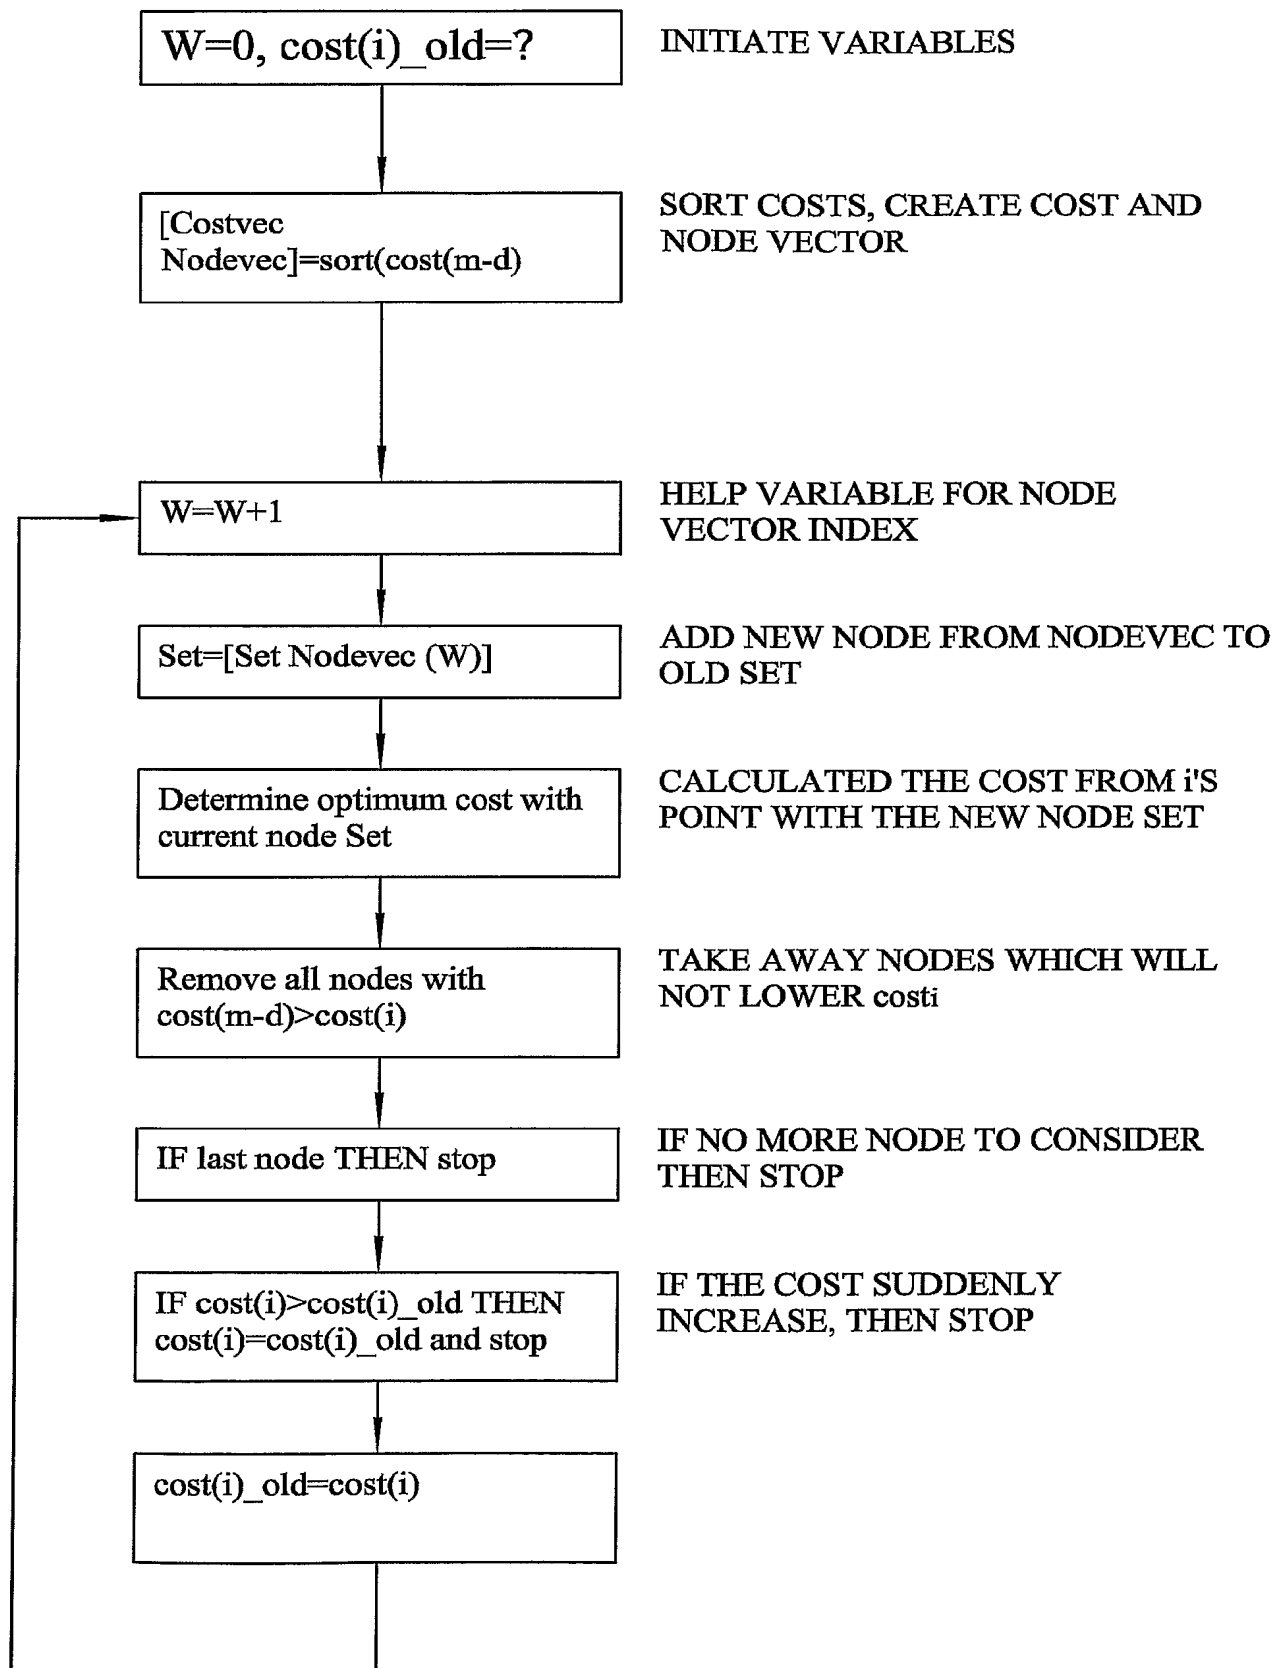 W=0, cost(i)_old=?
INITIATE VARIABLES
[Costvec
Nodevec]=sort(cost(m-d)
SORT COSTS, CREATE COST AND
NODE VECTOR
W=W+1
HELP VARIABLE FOR NODE
VECTOR INDEX
Set=[Set Nodevec (W)]
ADD NEW NODE FROM NODEVEC TO
OLD SET
Determine optimum cost with
current node Set
CALCULATED THE COST FROM i'S
POINT WITH THE NEW NODE SET
Remove all nodes with
cost(m-d)>cost(i)
TAKE AWAY NODES WHICH WILL
NOT LOWER costi
IF last node THEN stop
IF NO MORE NODE TO CONSIDER
THEN STOP
IF cost(i)>cost(i)_old THEN
cost(i)=cost(i)_old and stop
IF THE COST SUDDENLY
INCREASE, THEN STOP
cost(i)_old=cost(i)